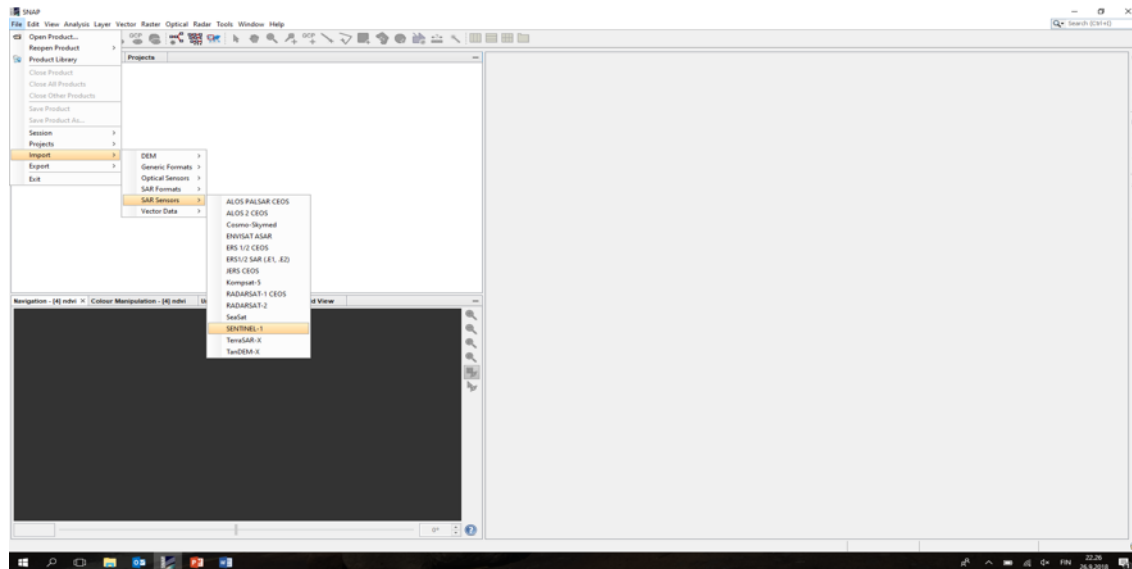 SNAP
File Edit View Analysis Layer Vector Raster Optical Radar Tools Window Help
Search (Ctrl+I)
Open Product...
Reopen Product
Product Library
Close Product
Close All Products
Close Other Products
Save Product
Save Product As...
Session
Projects
Import
Export
Exit
Projects
DEM
Generic Formats
Optical Sensors
SAR Formats
SAR Sensors
Vector Data
ALOS PALSAR CEOS
ALOS 2 CEOS
Cosmo-Skymed
ENVISAT ASAR
ERS 1/2 CEOS
ERS1/2 SAR (.E1, .E2)
JERS CEOS
Kompsat-5
RADARSAT-1 CEOS
RADARSAT-2
SeaSat
SENTINEL-1
TerraSAR-X
TanDEM-X
Navigation - [4] ndvi Colour Manipulation - [4] ndvi
d View
0°
FIN
22.26
26.9.2018